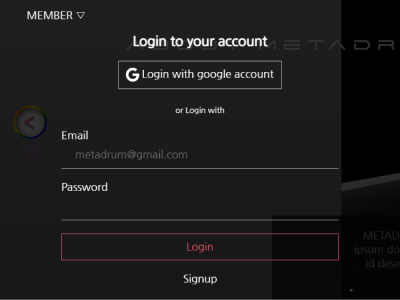 MEMBER ▽
Login to your account
METADR
G Login with google account
or Login with
Email
metadrum@gmail.com
Password
METAD
Login
ipsum do
id dese
Signup